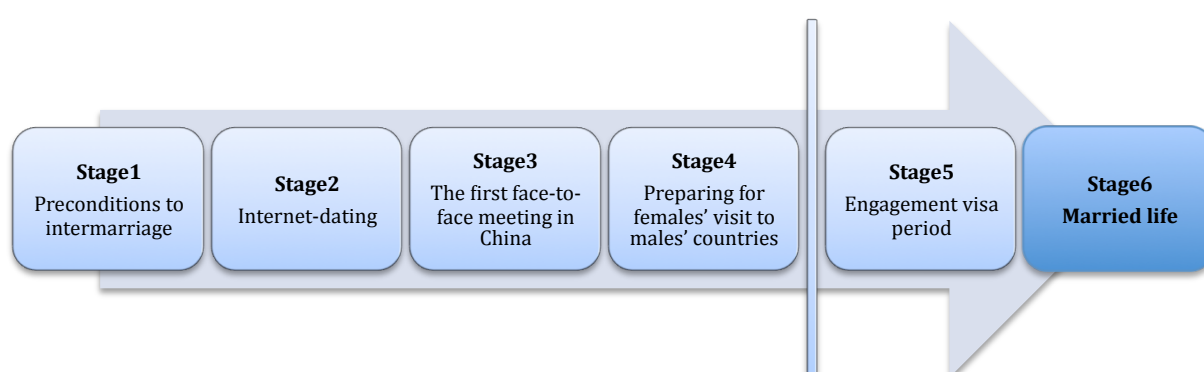 Stage1
Preconditions to
intermarriage
Stage2
Internet-dating
Stage3
The first face-to-
face meeting in
China
Stage4
Preparing for
females’ visit to
males’ countries
Stage5
Engagement visa
period
Stage6
Married life